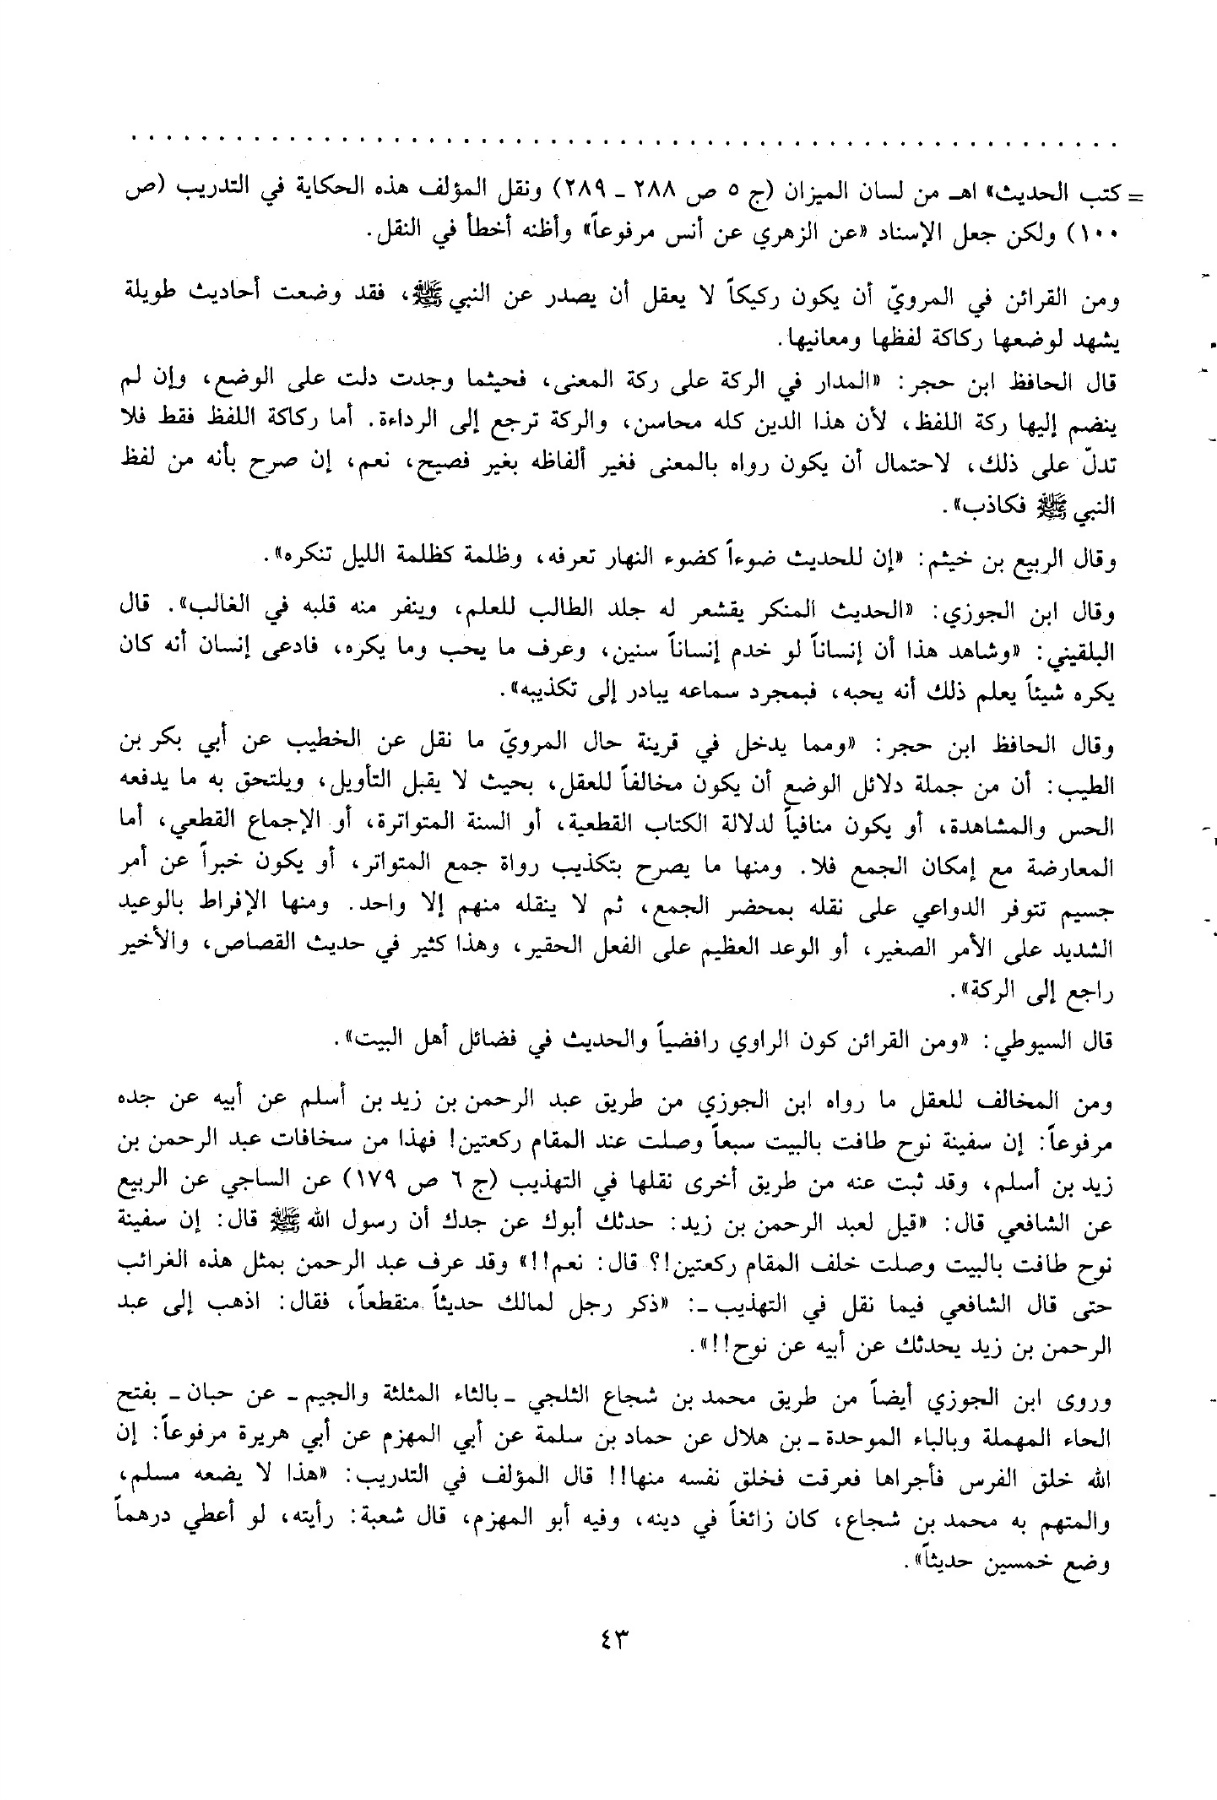 = كتب الحديث» اهـ من لسان الميزان (ج ٥ ص ٢٨٨ ـ ٢٨٩) ونقل المؤلف هذه الحكاية في التدريب (ص
١٠٠) ولكن جعل الإسناد «عن الزهري عن أنس مرفوعاً» وأظنه أخطأ في النقل.
ومن القرائن في المرويّ أن يكون ركيكاً لا يعقل أن يصدر عن النبي ﷺ، فقد وضعت أحاديث طويلة
يشهد لوضعها ركاكة لفظها ومعانيها.
قال الحافظ ابن حجر: «المدار في الركة على ركة المعنى، فحيثما وجدت دلت على الوضع، وإن لم
ينضم إليها ركة اللفظ، لأن هذا الدين كله محاسن، والركة ترجع إلى الرداءة. أما ركاكة اللفظ فقط فلا
تدلّ على ذلك، لاحتمال أن يكون رواه بالمعنى فغير ألفاظه بغير فصيح، نعم، إن صرح بأنه من لفظ
النبي ﷺ فكاذب».
وقال الربيع بن خيثم: «إن للحديث ضوءاً كضوء النهار تعرفه، وظلمة كظلمة الليل تنكره».
وقال ابن الجوزي: «الحديث المنكر يقشعر له جلد الطالب للعلم، وينفر منه قلبه في الغالب». قال
البلقيني: «وشاهد هذا أن إنساناً لو خدم إنساناً سنين، وعرف ما يحب وما يكره، فادعى إنسان أنه كان
يكره شيئاً يعلم ذلك أنه يحبه، فبمجرد سماعه يبادر إلى تكذيبه».
وقال الحافظ ابن حجر: «ومما يدخل في قرينة حال المرويّ ما نقل عن الخطيب عن أبي بكر بن
الطيب: أن من جملة دلائل الوضع أن يكون مخالفاً للعقل، بحيث لا يقبل التأويل، ويلتحق به ما يدفعه
الحس والمشاهدة، أو يكون منافياً لدلالة الكتاب القطعية، أو السنة المتواترة، أو الإجماع القطعي، أما
المعارضة مع إمكان الجمع فلا. ومنها ما يصرح بتكذيب رواة جمع المتواتر، أو يكون خبراً عن أمر
جسيم تتوفر الدواعي على نقله بمحضر الجمع، ثم لا ينقله منهم إلا واحد. ومنها الإفراط بالوعيد
الشديد على الأمر الصغير، أو الوعد العظيم على الفعل الحقير، وهذا كثير في حديث القصاص، والأخير
راجع إلى الركة».
قال السيوطي: «ومن القرائن كون الراوي رافضياً والحديث في فضائل أهل البيت».
ومن المخالف للعقل ما رواه ابن الجوزي من طريق عبد الرحمن بن زيد بن أسلم عن أبيه عن جده
مرفوعاً: إن سفينة نوح طافت بالبيت سبعاً وصلت عند المقام ركعتين! فهذا من سخافات عبد الرحمن بن
زيد بن أسلم، وقد ثبت عنه من طريق أخرى نقلها في التهذيب (ج ٦ ص ١٧٩) عن الساجي عن الربيع
عن الشافعي قال: «قيل لعبد الرحمن بن زيد: حدثك أبوك عن جدك أن رسول الله ﷺ قال: إن سفينة
نوح طافت بالبيت وصلت خلف المقام ركعتين!؟ قال: نعم!!» وقد عرف عبد الرحمن بمثل هذه الغرائب
حتى قال الشافعي فيما نقل في التهذيب ـ: «ذكر رجل لمالك حديثاً منقطعاً، فقال: اذهب إلى عبد
الرحمن بن زيد يحدثك عن أبيه عن نوح!!».
وروى ابن الجوزي أيضاً من طريق محمد بن شجاع الثلجي ـ بالثاء المثلثة والجيم ـ عن حبان ـ بفتح
الحاء المهملة وبالباء الموحدة ـ بن هلال عن حماد بن سلمة عن أبي المهزم عن أبي هريرة مرفوعاً: إن
الله خلق الفرس فأجراها فعرقت فخلق نفسه منها!! قال المؤلف في التدريب: «هذا لا يضعه مسلم،
والمتهم به محمد بن شجاع، كان زائغاً في دينه، وفيه أبو المهزم، قال شعبة: رأيته، لو أعطي درهماً
وضع خمسين حديثاً».
٤٣